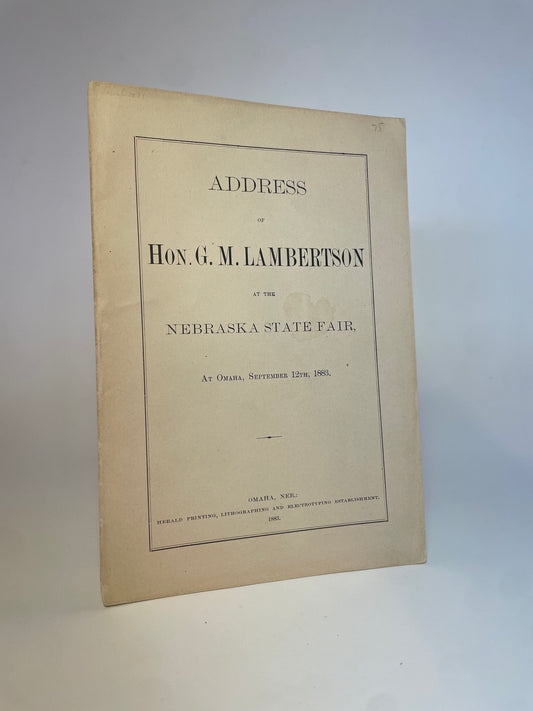 75
ADDRESS
OF
HON. G. M. LAMBERTSON
AT THE
NEBRASKA STATE FAIR,
AT OMAHA, SEPTEMBER 12TH, 1883.
OMAHA, NEB.:
HERALD PRINTING, LITHOGRAPHING AND ELECTROTYPING ESTABLISHMENT.
1883.